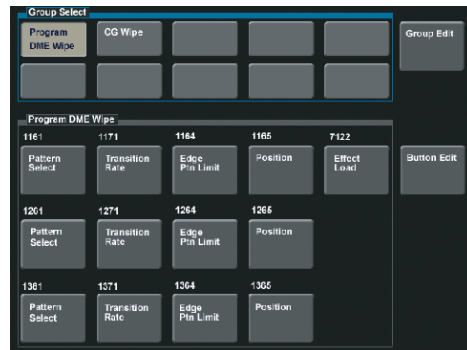 Group Select
Program
DME Wipe
CG Wipe
Group Edit
Program DME Wipe
1161 1171 1164 1165 7122
Pattern
Select
Transition
Rate
Edge
Ptn Limit
Position
Effect
Load
Button Edit
1201 1271 1264 1265
Pattern
Select
Transition
Rate
Edge
Ptn Limit
Position
1361 1371 1364 1365
Pattern
Select
Transition
Rate
Edge
Ptn Limit
Position